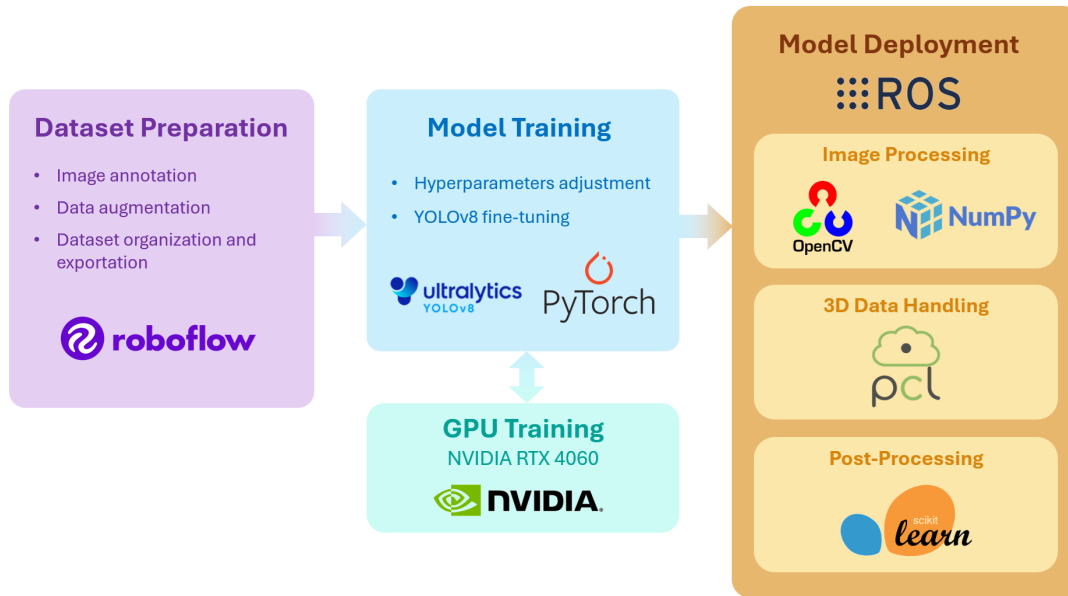 Dataset Preparation
• Image annotation
• Data augmentation
• Dataset organization and
exportation
roboflow
Model Training
• Hyperparameters adjustment
• YOLOv8 fine-tuning
ultralytics
YOLOv8
PyTorch
GPU Training
NVIDIA RTX 4060
NVIDIA.
Model Deployment
ROS
Image Processing
OpenCV
NumPy
3D Data Handling
pcl
Post-Processing
scikit
learn